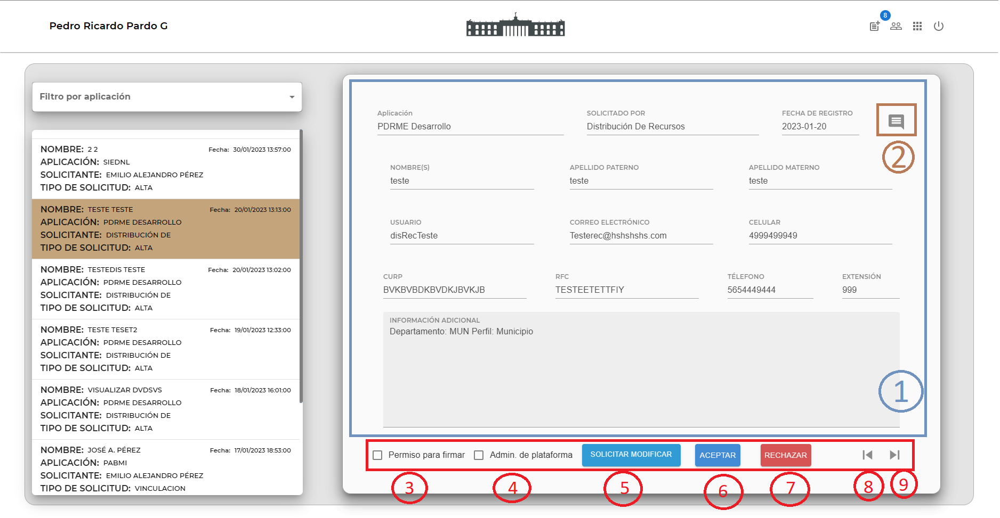 Pedro Ricardo Pardo G
8
Filtro por aplicación
NOMBRE: 2 2 Fecha: 30/01/2023 13:57:00
APLICACIÓN: SIEDNL
SOLICITANTE: EMILIO ALEJANDRO PÉREZ
TIPO DE SOLICITUD: ALTA
NOMBRE: TESTE TESTE Fecha: 20/01/2023 13:13:00
APLICACIÓN: PDRME DESARROLLO
SOLICITANTE: DISTRIBUCIÓN DE
TIPO DE SOLICITUD: ALTA
NOMBRE: TESTEDIS TESTE Fecha: 20/01/2023 13:02:00
APLICACIÓN: PDRME DESARROLLO
SOLICITANTE: DISTRIBUCIÓN DE
TIPO DE SOLICITUD: ALTA
NOMBRE: TESTE TESET2 Fecha: 19/01/2023 12:33:00
APLICACIÓN: PDRME DESARROLLO
SOLICITANTE: DISTRIBUCIÓN DE
TIPO DE SOLICITUD: ALTA
NOMBRE: VISUALIZAR DVDSVS Fecha: 18/01/2023 16:01:00
APLICACIÓN: PDRME DESARROLLO
SOLICITANTE: DISTRIBUCIÓN DE
TIPO DE SOLICITUD: ALTA
NOMBRE: JOSÉ A. PÉREZ Fecha: 17/01/2023 18:53:00
APLICACIÓN: PABMI
SOLICITANTE: EMILIO ALEJANDRO PÉREZ
TIPO DE SOLICITUD: VINCULACION
Aplicación SOLICITADO POR FECHA DE REGISTRO
PDRME Desarrollo Distribución De Recursos 2023-01-20
2
NOMBRE(S) APELLIDO PATERNO APELLIDO MATERNO
teste teste teste
USUARIO CORREO ELECTRÓNICO CELULAR
disRecTeste Testerec@hshshshs.com 4999499949
CURP RFC TÉLEFONO EXTENSIÓN
BVKBVBDKBVDKJBVKJB TESTEETETTFIY 5654449444 999
INFORMACIÓN ADICIONAL
Departamento: MUN Perfil: Municipio
1
Permiso para firmar Admin. de plataforma SOLICITAR MODIFICAR ACEPTAR RECHAZAR
3 4 5 6 7 8 9